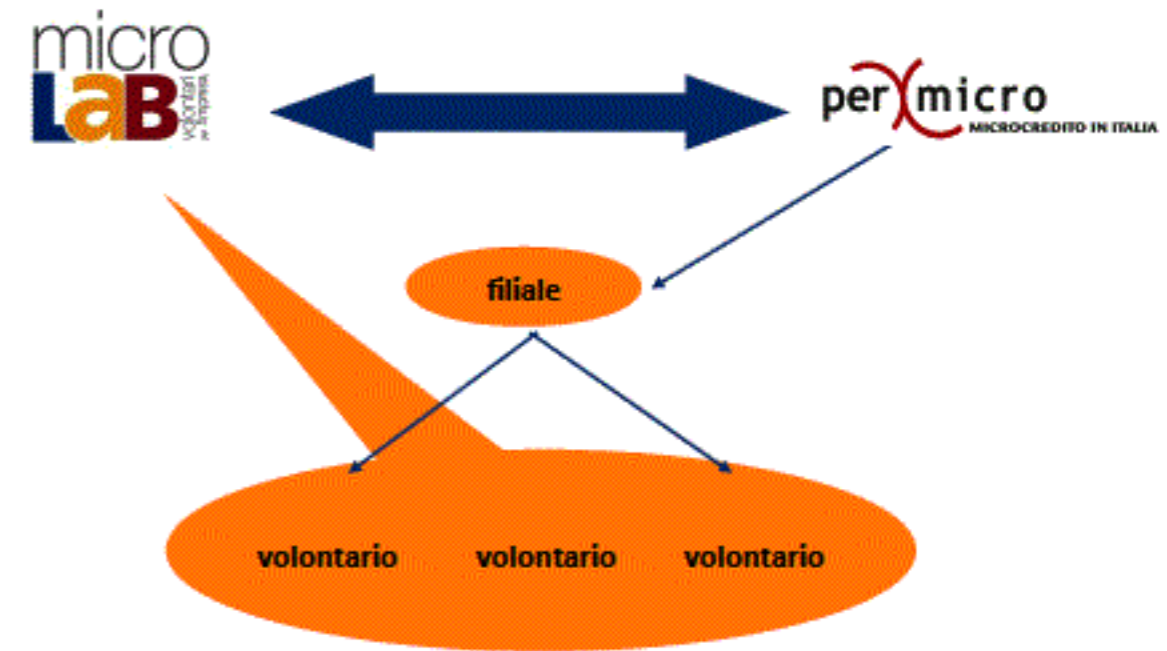 micro
LaB
volontari
per l'impresa
per micro
MICROCREDITO IN ITALIA
filiale
volontario volontario volontario